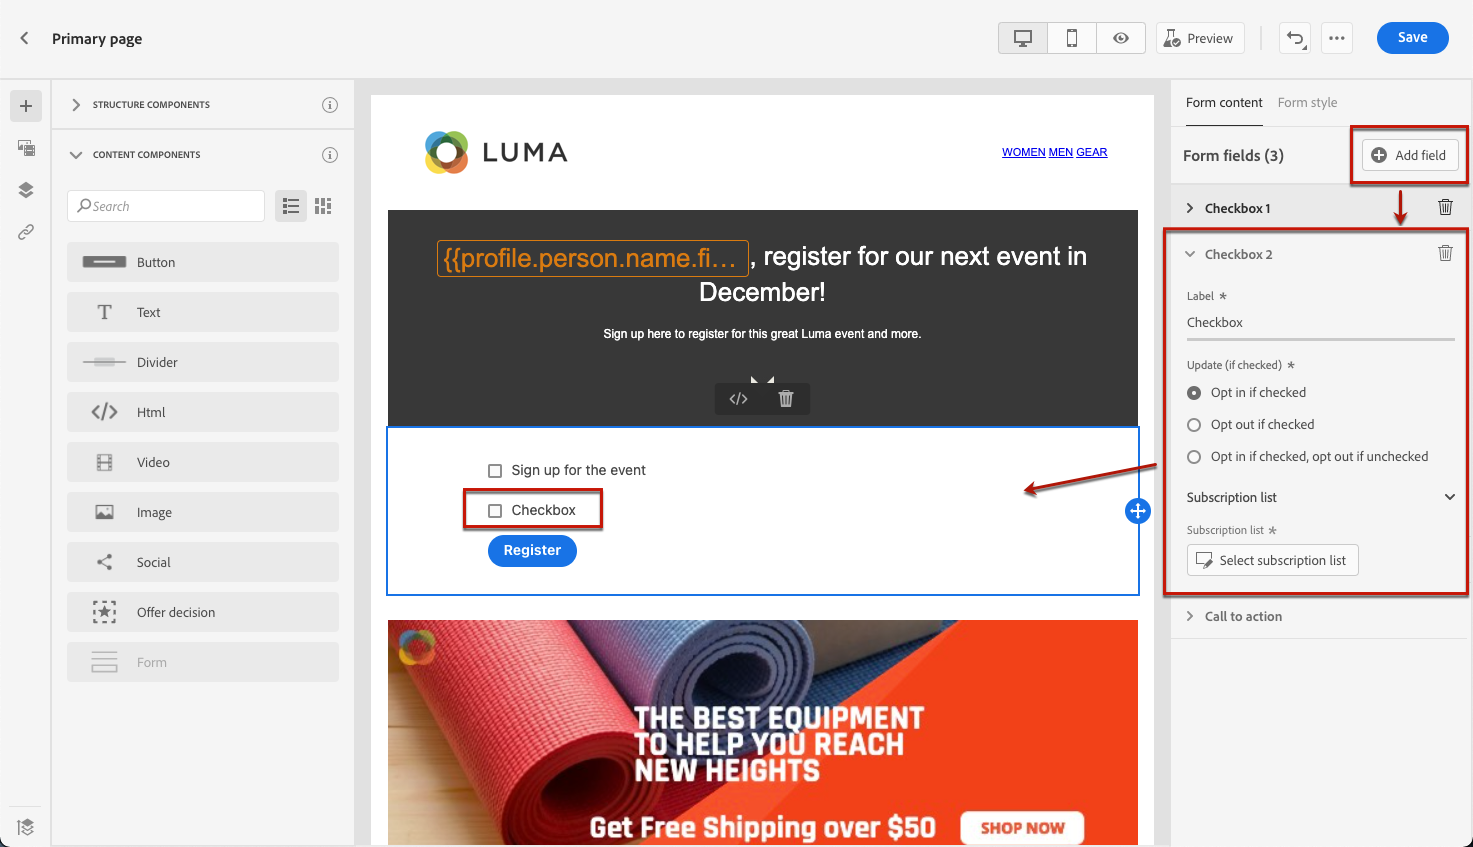 Primary page
Preview
Save
STRUCTURE COMPONENTS
CONTENT COMPONENTS
Search
Button
Text
Divider
Html
Video
Image
Social
Offer decision
Form
LUMA
WOMEN MEN GEAR
{{profile.person.name.fi... , register for our next event in
December!
Sign up here to register for this great Luma event and more.
Sign up for the event
Checkbox
Register
THE BEST EQUIPMENT
TO HELP YOU REACH
NEW HEIGHTS
Get Free Shipping over $50
SHOP NOW
Form content
Form style
Form fields (3)
Add field
Checkbox 1
Checkbox 2
Label *
Checkbox
Update (if checked) *
Opt in if checked
Opt out if checked
Opt in if checked, opt out if unchecked
Subscription list
Subscription list *
Select subscription list
Call to action